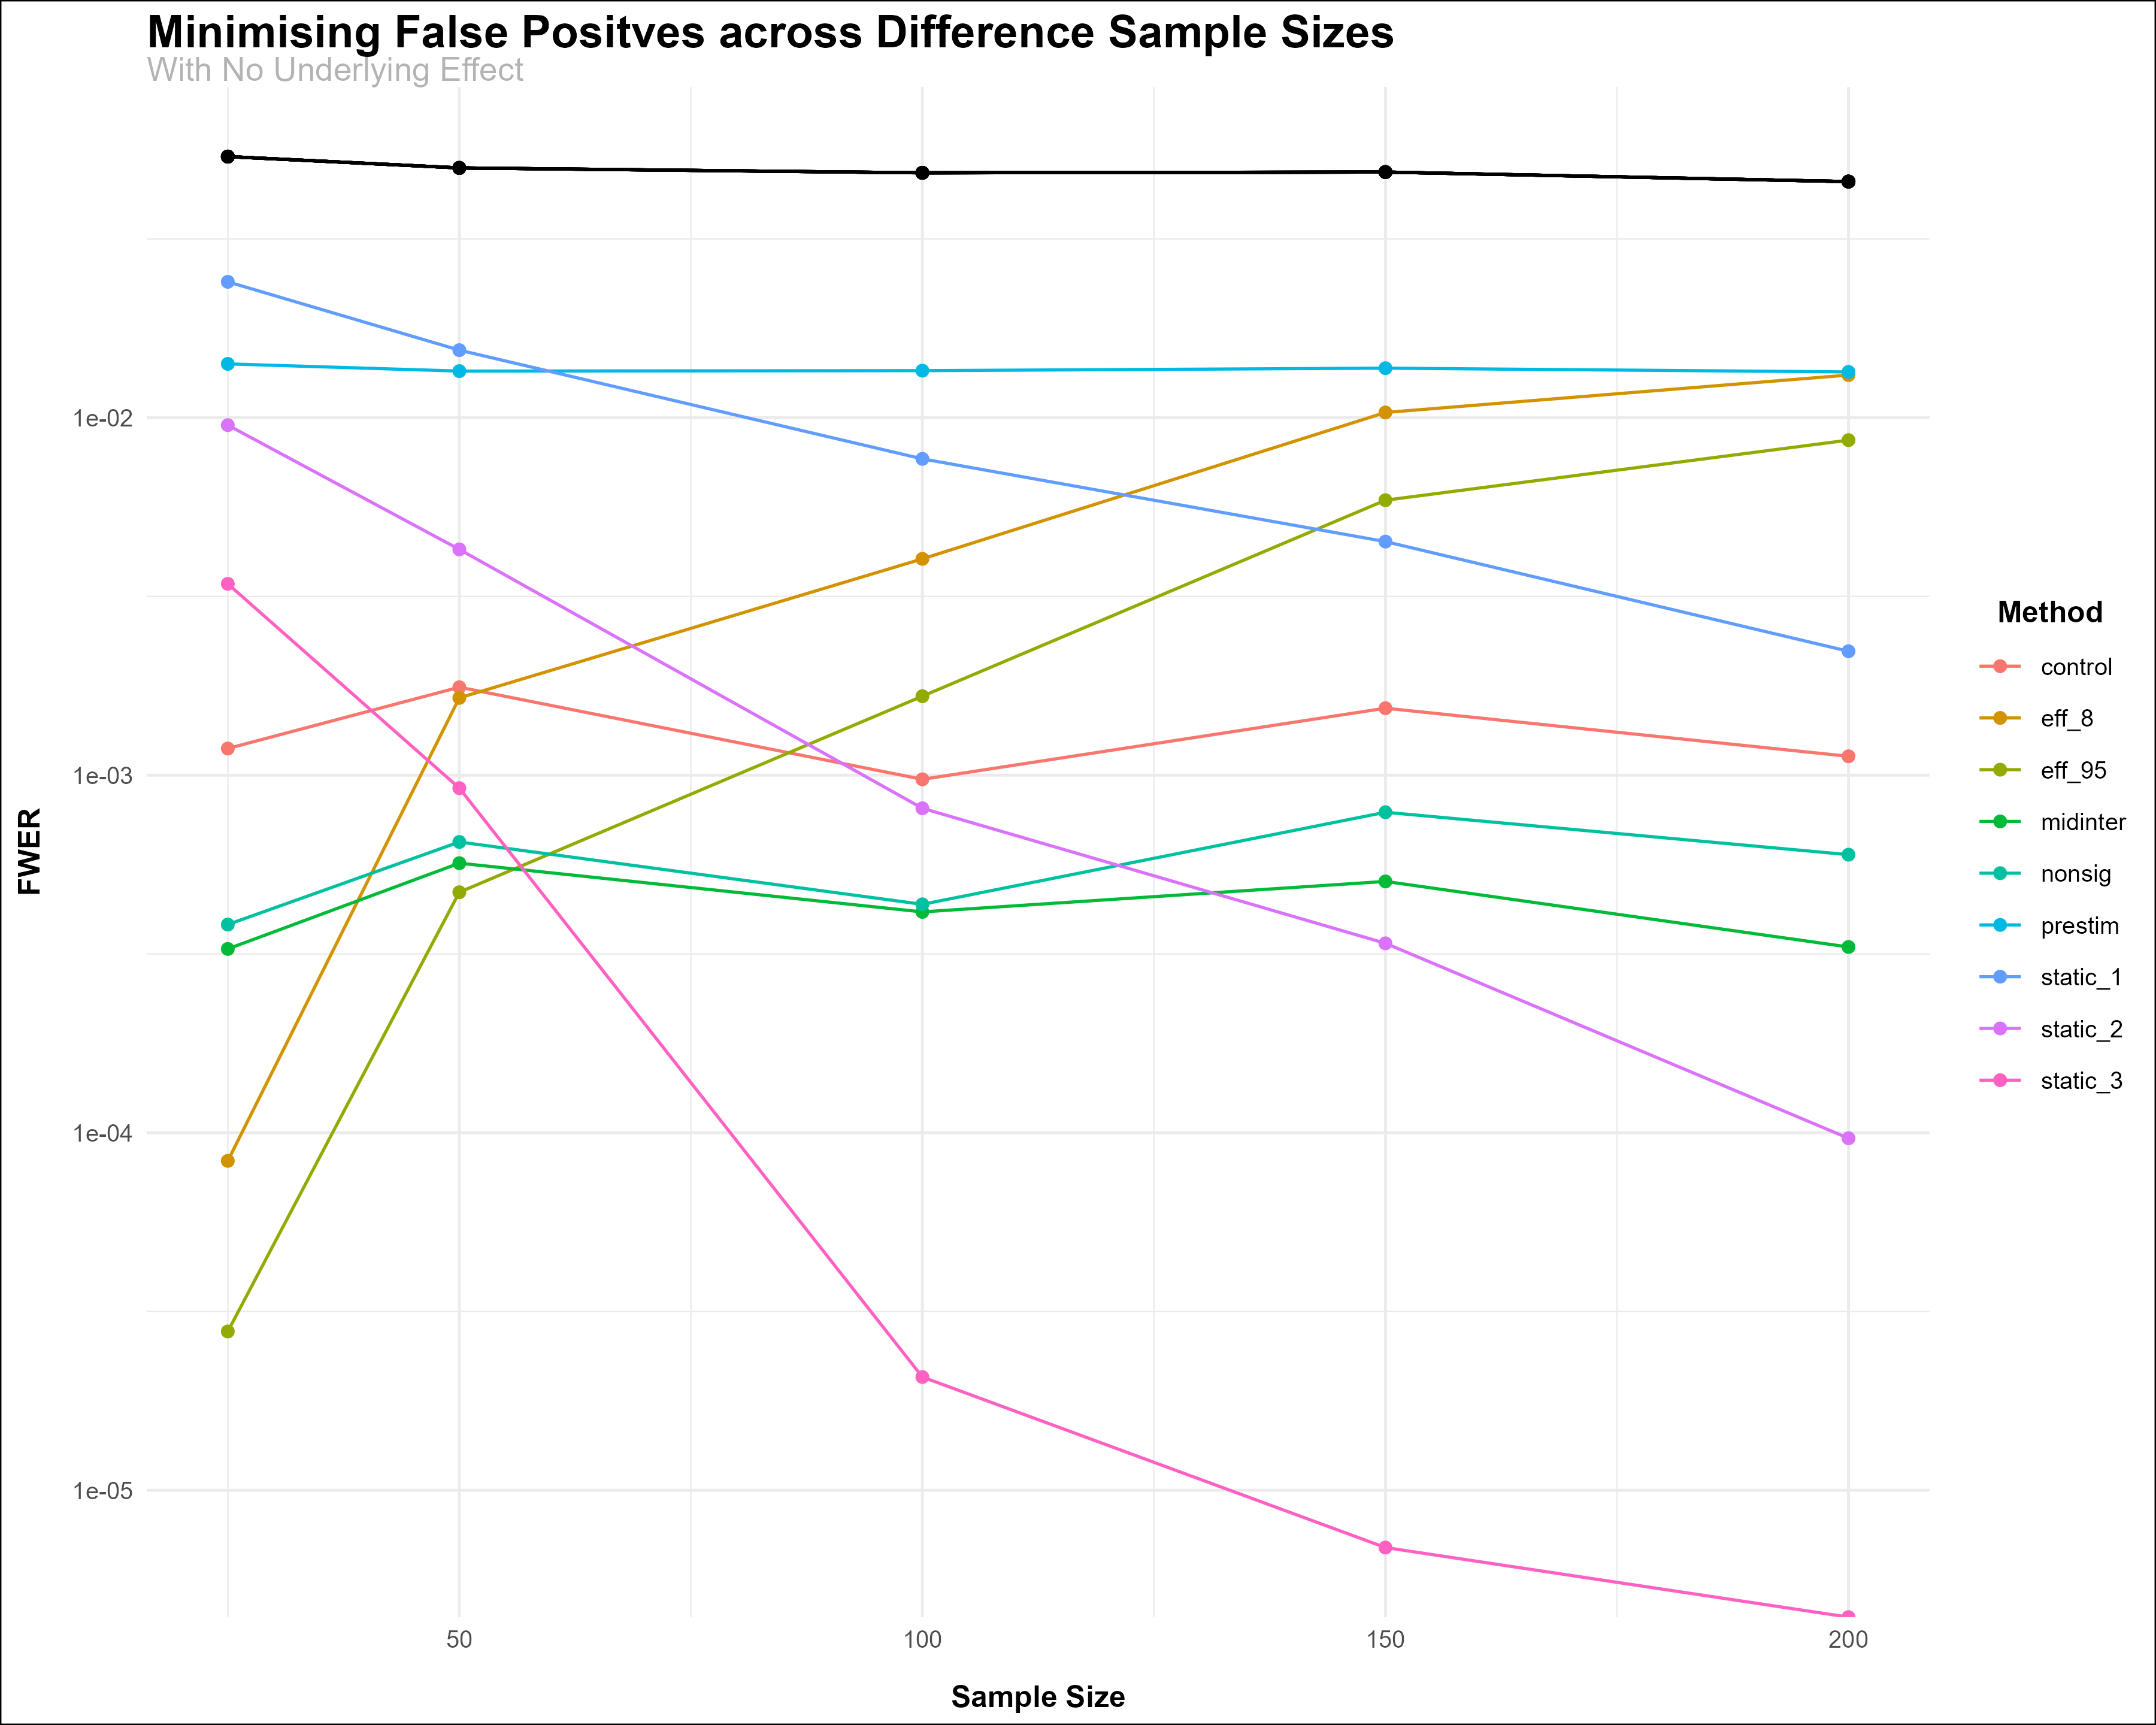 Minimising False Positves across Difference Sample Sizes
With No Underlying Effect
FWER
1e-02
1e-03
1e-04
1e-05
50
100
150
200
Sample Size
Method
control
eff_8
eff_95
midinter
nonsig
prestim
static_1
static_2
static_3